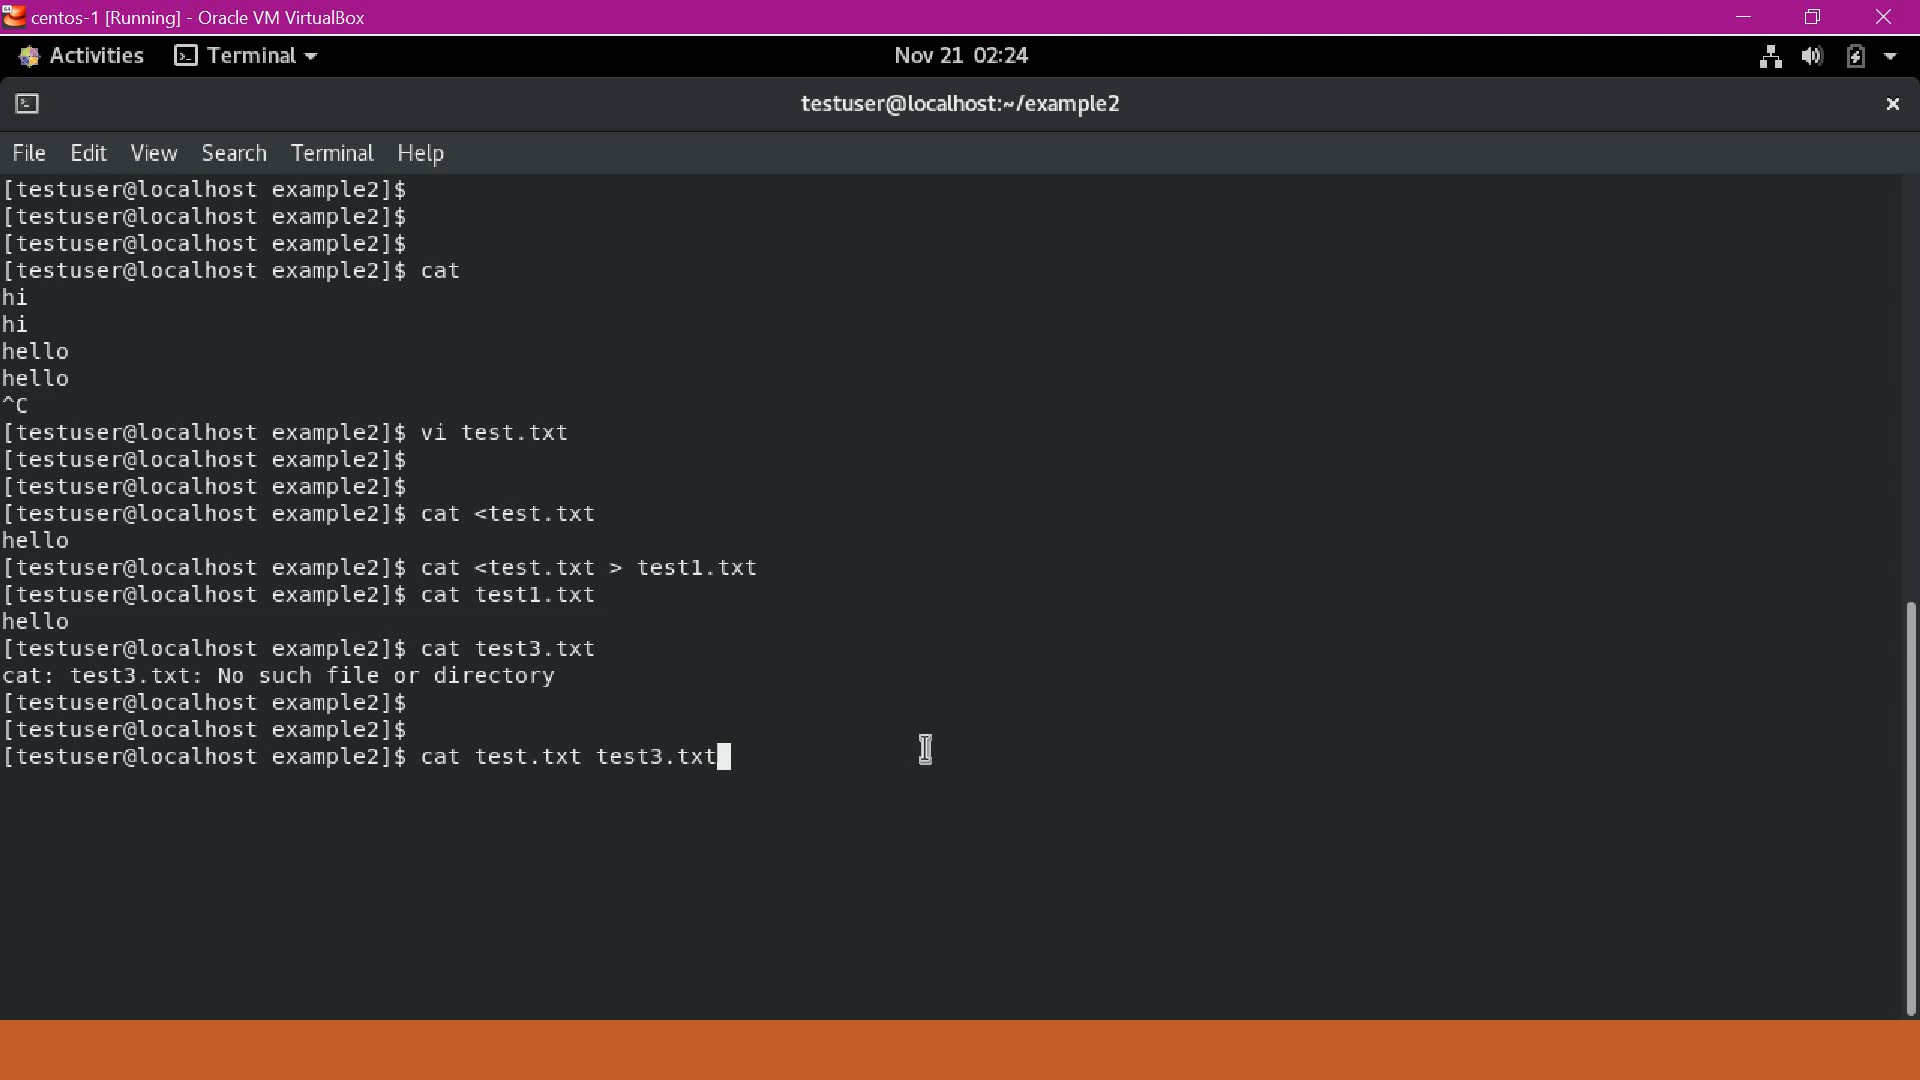 centos-1 [Running] - Oracle VM VirtualBox
Activities Terminal Nov 21 02:24
testuser@localhost:~/example2
File Edit View Search Terminal Help
[testuser@localhost example2]$
[testuser@localhost example2]$
[testuser@localhost example2]$
[testuser@localhost example2]$ cat
hi
hi
hello
hello
^C
[testuser@localhost example2]$ vi test.txt
[testuser@localhost example2]$
[testuser@localhost example2]$
[testuser@localhost example2]$ cat <test.txt
hello
[testuser@localhost example2]$ cat <test.txt > test1.txt
[testuser@localhost example2]$ cat test1.txt
hello
[testuser@localhost example2]$ cat test3.txt
cat: test3.txt: No such file or directory
[testuser@localhost example2]$
[testuser@localhost example2]$
[testuser@localhost example2]$ cat test.txt test3.txt